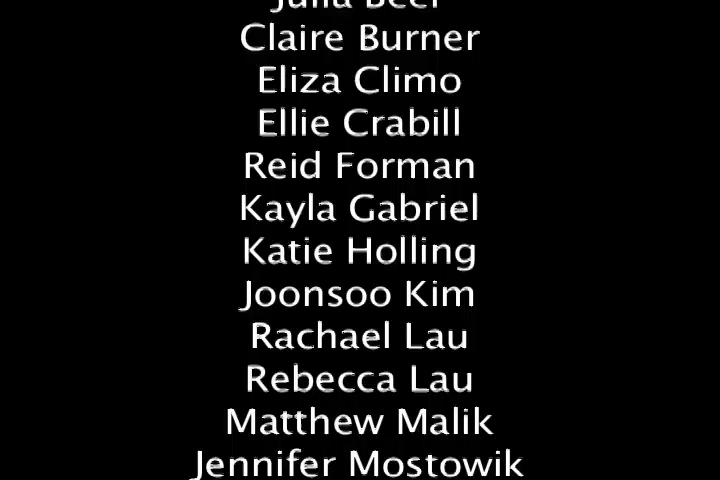 Claire Burner
Eliza Climo
Ellie Crabill
Reid Forman
Kayla Gabriel
Katie Holling
Joonsoo Kim
Rachael Lau
Rebecca Lau
Matthew Malik
Jennifer Mostowik